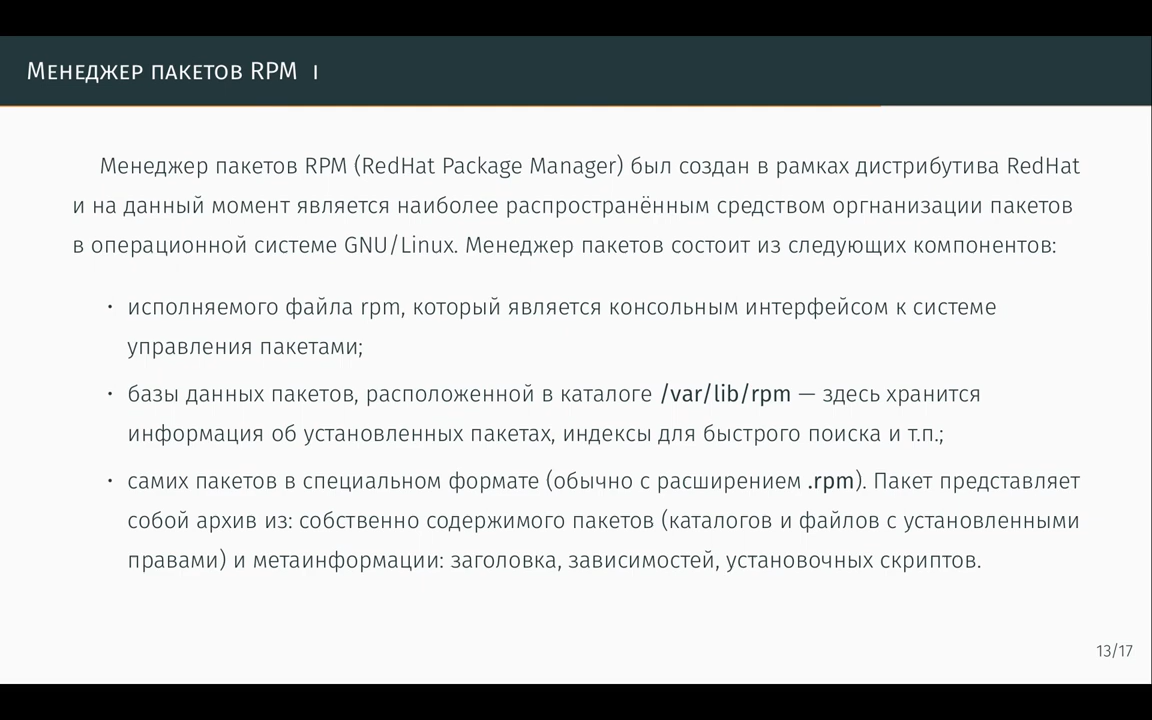 Менеджер пакетов RPM I
Менеджер пакетов RPM (RedHat Package Manager) был создан в рамках дистрибутива RedHat
и на данный момент является наиболее распространённым средством оргнанизации пакетов
в операционной системе GNU/Linux. Менеджер пакетов состоит из следующих компонентов:
• исполняемого файла rpm, который является консольным интерфейсом к системе
управления пакетами;
• базы данных пакетов, расположенной в каталоге /var/lib/rpm — здесь хранится
информация об установленных пакетах, индексы для быстрого поиска и т.п.;
• самих пакетов в специальном формате (обычно с расширением .rpm). Пакет представляет
собой архив из: собственно содержимого пакетов (каталогов и файлов с установленными
правами) и метаинформации: заголовка, зависимостей, установочных скриптов.
13/17